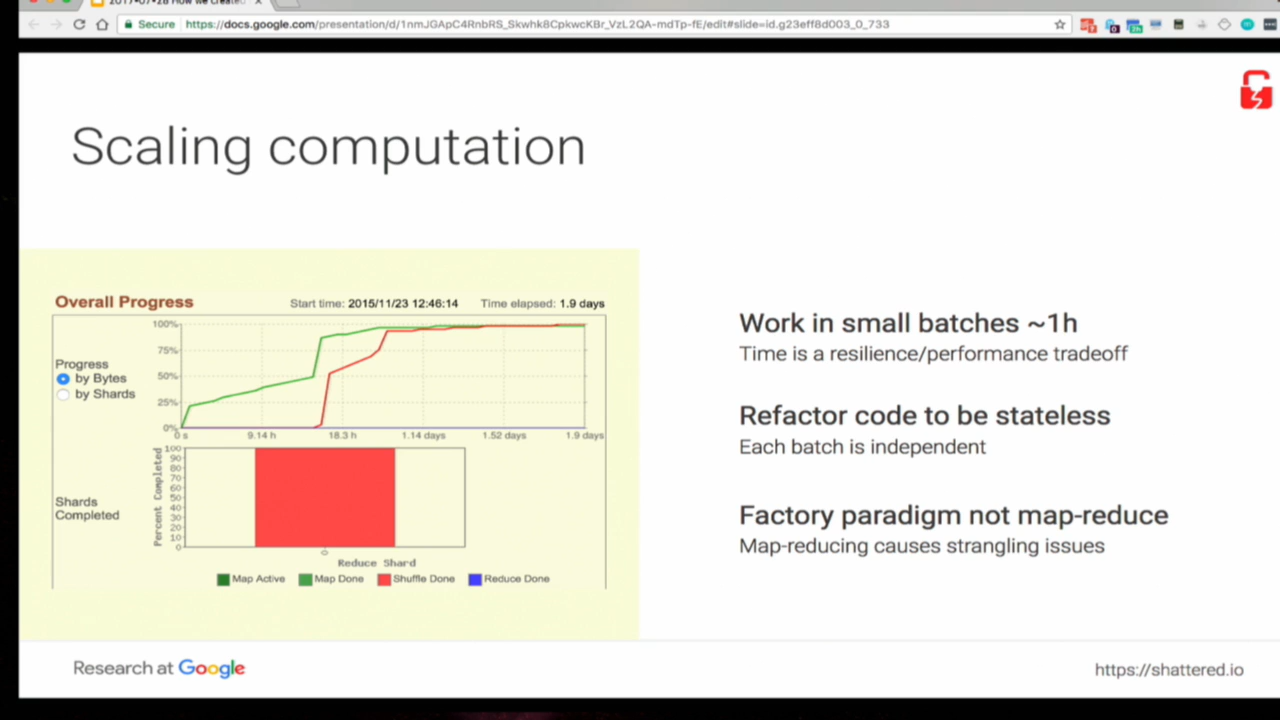 2017-07-28 How we created
Secure https://docs.google.com/presentation/d/1nmJGApC4RnbRS_Skwhk8CpkwcKBr_VzL2QA-mdTp-fE/edit#slide=id.g23eff8d003_0_733
Scaling computation
Overall Progress
Start time: 2015/11/23 12:46:14 Time elapsed: 1.9 days
Progress
by Bytes
by Shards
100%
75%
50%
25%
0%
0 s 9.14 h 18.3 h 1.14 days 1.52 days 1.9 days
Shards
Completed
Percent Completed
100
90
80
70
60
50
40
30
20
10
0
0
Reduce Shard
Map Active Map Done Shuffle Done Reduce Done
Work in small batches ~1h
Time is a resilience/performance tradeoff
Refactor code to be stateless
Each batch is independent
Factory paradigm not map-reduce
Map-reducing causes strangling issues
Research at Google
https://shattered.io